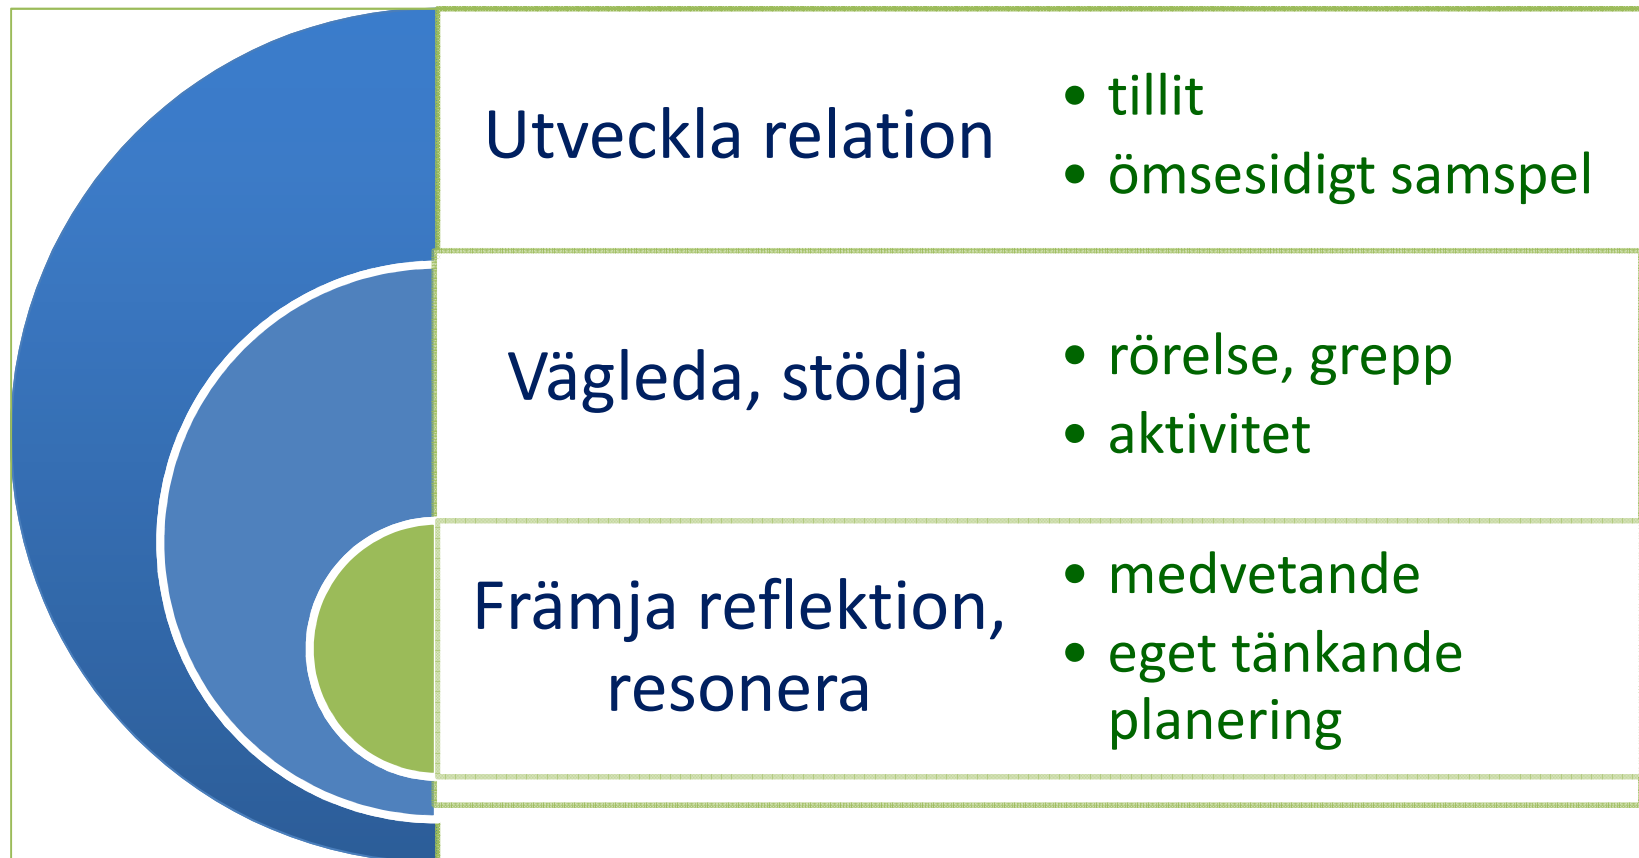 Utveckla relation
• tillit
• ömsesidigt samspel
Vägleda, stödja
• rörelse, grepp
• aktivitet
Främja reflektion,
resonera
• medvetande
• eget tänkande
planering